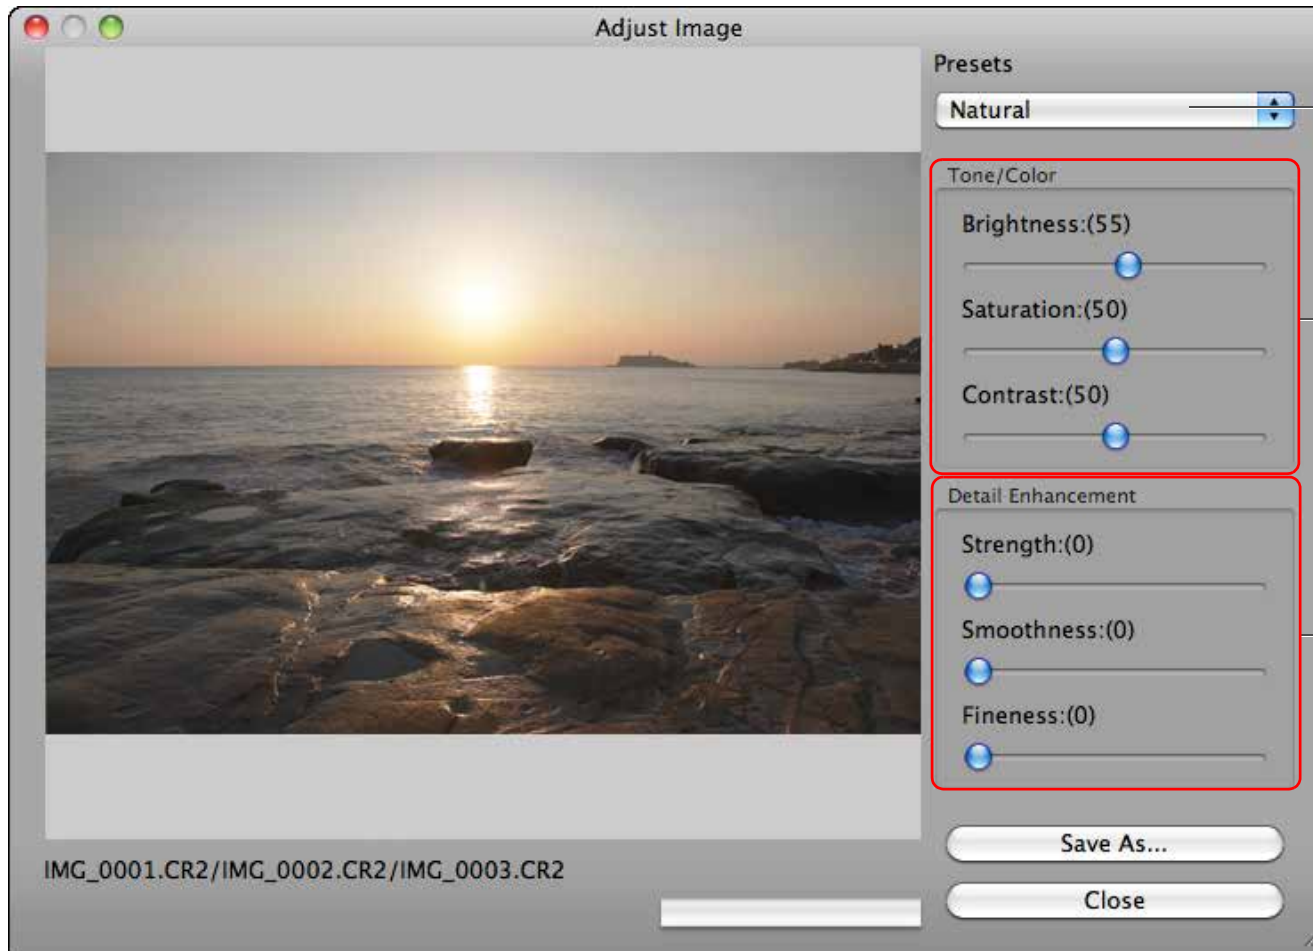 Adjust Image
Presets
Natural
Tone/Color
Brightness:(55)
Saturation:(50)
Contrast:(50)
Detail Enhancement
Strength:(0)
Smoothness:(0)
Fineness:(0)
Save As...
Close
IMG_0001.CR2/IMG_0002.CR2/IMG_0003.CR2